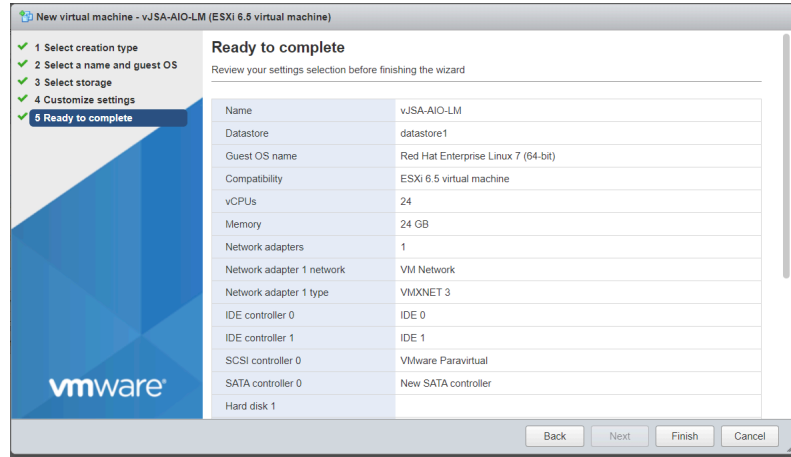 New virtual machine - vJSA-AIO-LM (ESXi 6.5 virtual machine)
1 Select creation type
2 Select a name and guest OS
3 Select storage
4 Customize settings
5 Ready to complete
Ready to complete
Review your settings selection before finishing the wizard
Name vJSA-AIO-LM
Datastore datastore1
Guest OS name Red Hat Enterprise Linux 7 (64-bit)
Compatibility ESXi 6.5 virtual machine
vCPUs 24
Memory 24 GB
Network adapters 1
Network adapter 1 network VM Network
Network adapter 1 type VMXNET 3
IDE controller 0 IDE 0
IDE controller 1 IDE 1
SCSI controller 0 VMware Paravirtual
SATA controller 0 New SATA controller
Hard disk 1
vmware®
Back Next Finish Cancel